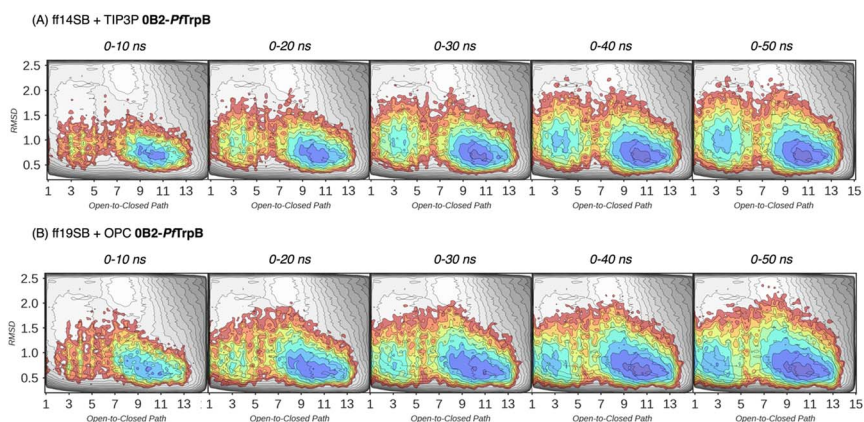 (A) ff14SB + TIP3P 0B2-PfTrpB
0-10 ns 0-20 ns 0-30 ns 0-40 ns 0-50 ns
2.5
2.0
1.5
1.0
0.5
RMSD
1 3 5 7 9 11 13 1 3 5 7 9 11 13 1 3 5 7 9 11 13 1 3 5 7 9 11 13 1 3 5 7 9 11 13 15
Open-to-Closed Path Open-to-Closed Path Open-to-Closed Path Open-to-Closed Path Open-to-Closed Path
(B) ff19SB + OPC 0B2-PfTrpB
0-10 ns 0-20 ns 0-30 ns 0-40 ns 0-50 ns
2.5
2.0
1.5
1.0
0.5
RMSD
1 3 5 7 9 11 13 1 3 5 7 9 11 13 1 3 5 7 9 11 13 1 3 5 7 9 11 13 1 3 5 7 9 11 13 15
Open-to-Closed Path Open-to-Closed Path Open-to-Closed Path Open-to-Closed Path Open-to-Closed Path